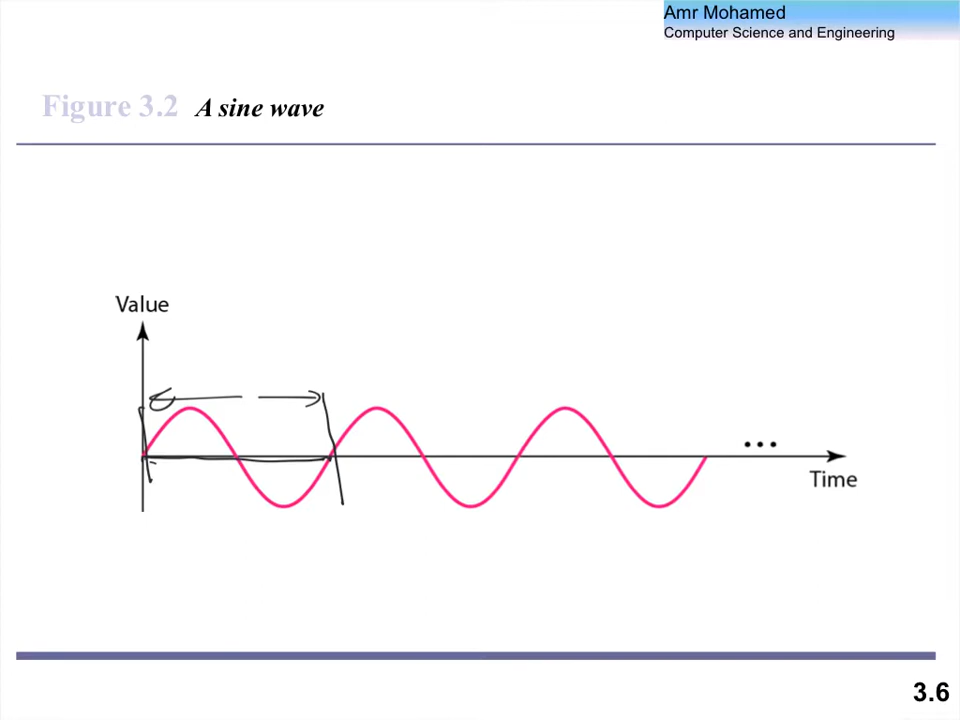 Amr Mohamed
Computer Science and Engineering
Figure 3.2 A sine wave
Value
...
Time
3.6